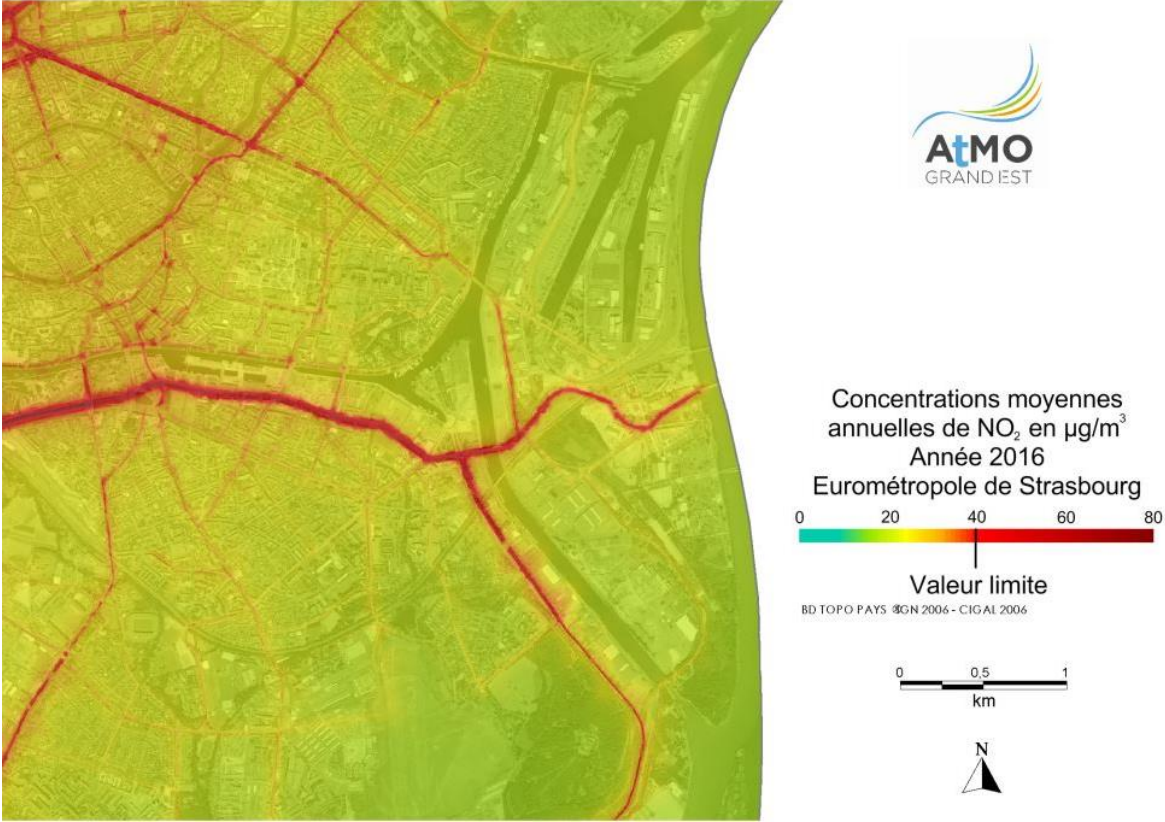 AtMO
GRAND EST
Concentrations moyennes
annuelles de NO₂ en µg/m³
Année 2016
Eurométropole de Strasbourg
0 20 40 60 80
Valeur limite
BD TOPO PAYS ®IGN 2006 - CIGAL 2006
0 0,5 1
km
N